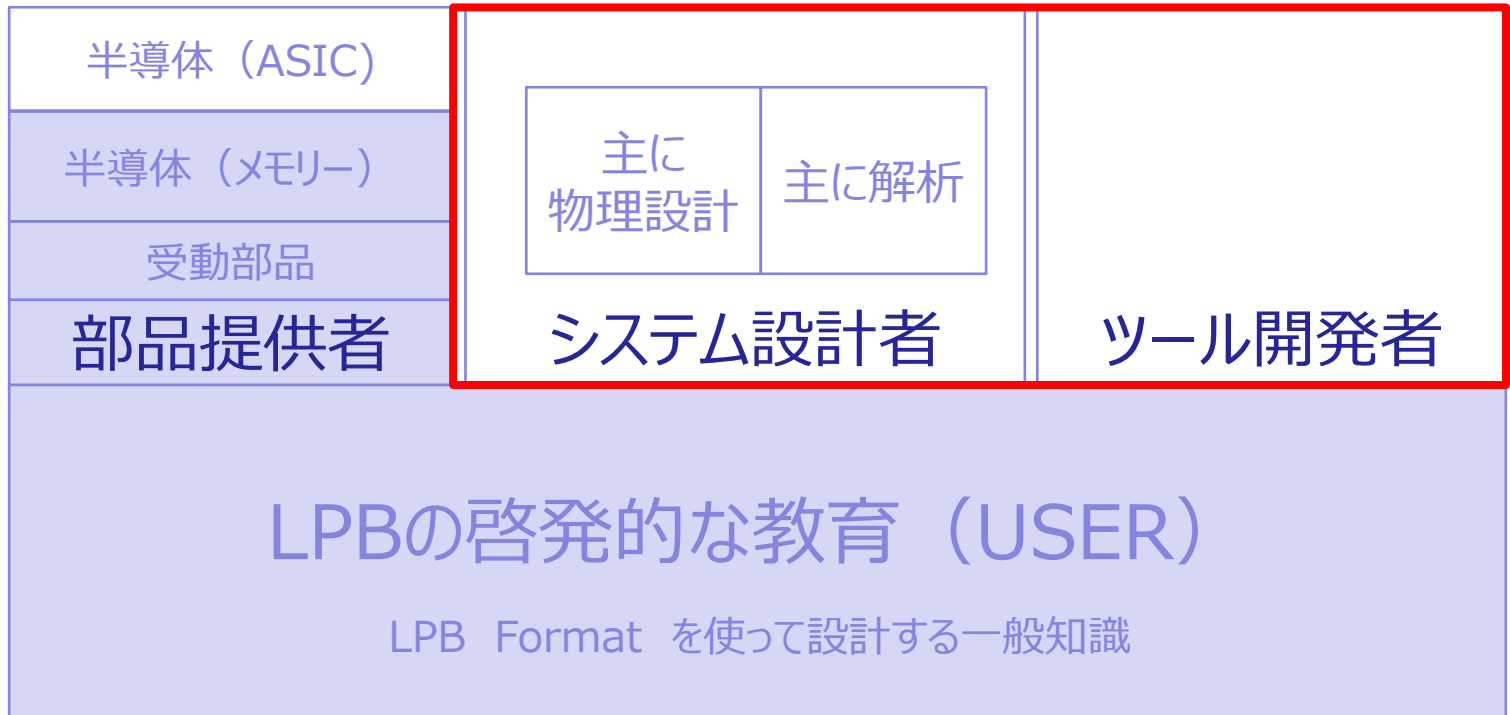 半導体（ASIC)
半導体（メモリー）
受動部品
部品提供者
主に
物理設計
主に解析
システム設計者
ツール開発者
LPBの啓発的な教育（USER）
LPB Format を使って設計する一般知識